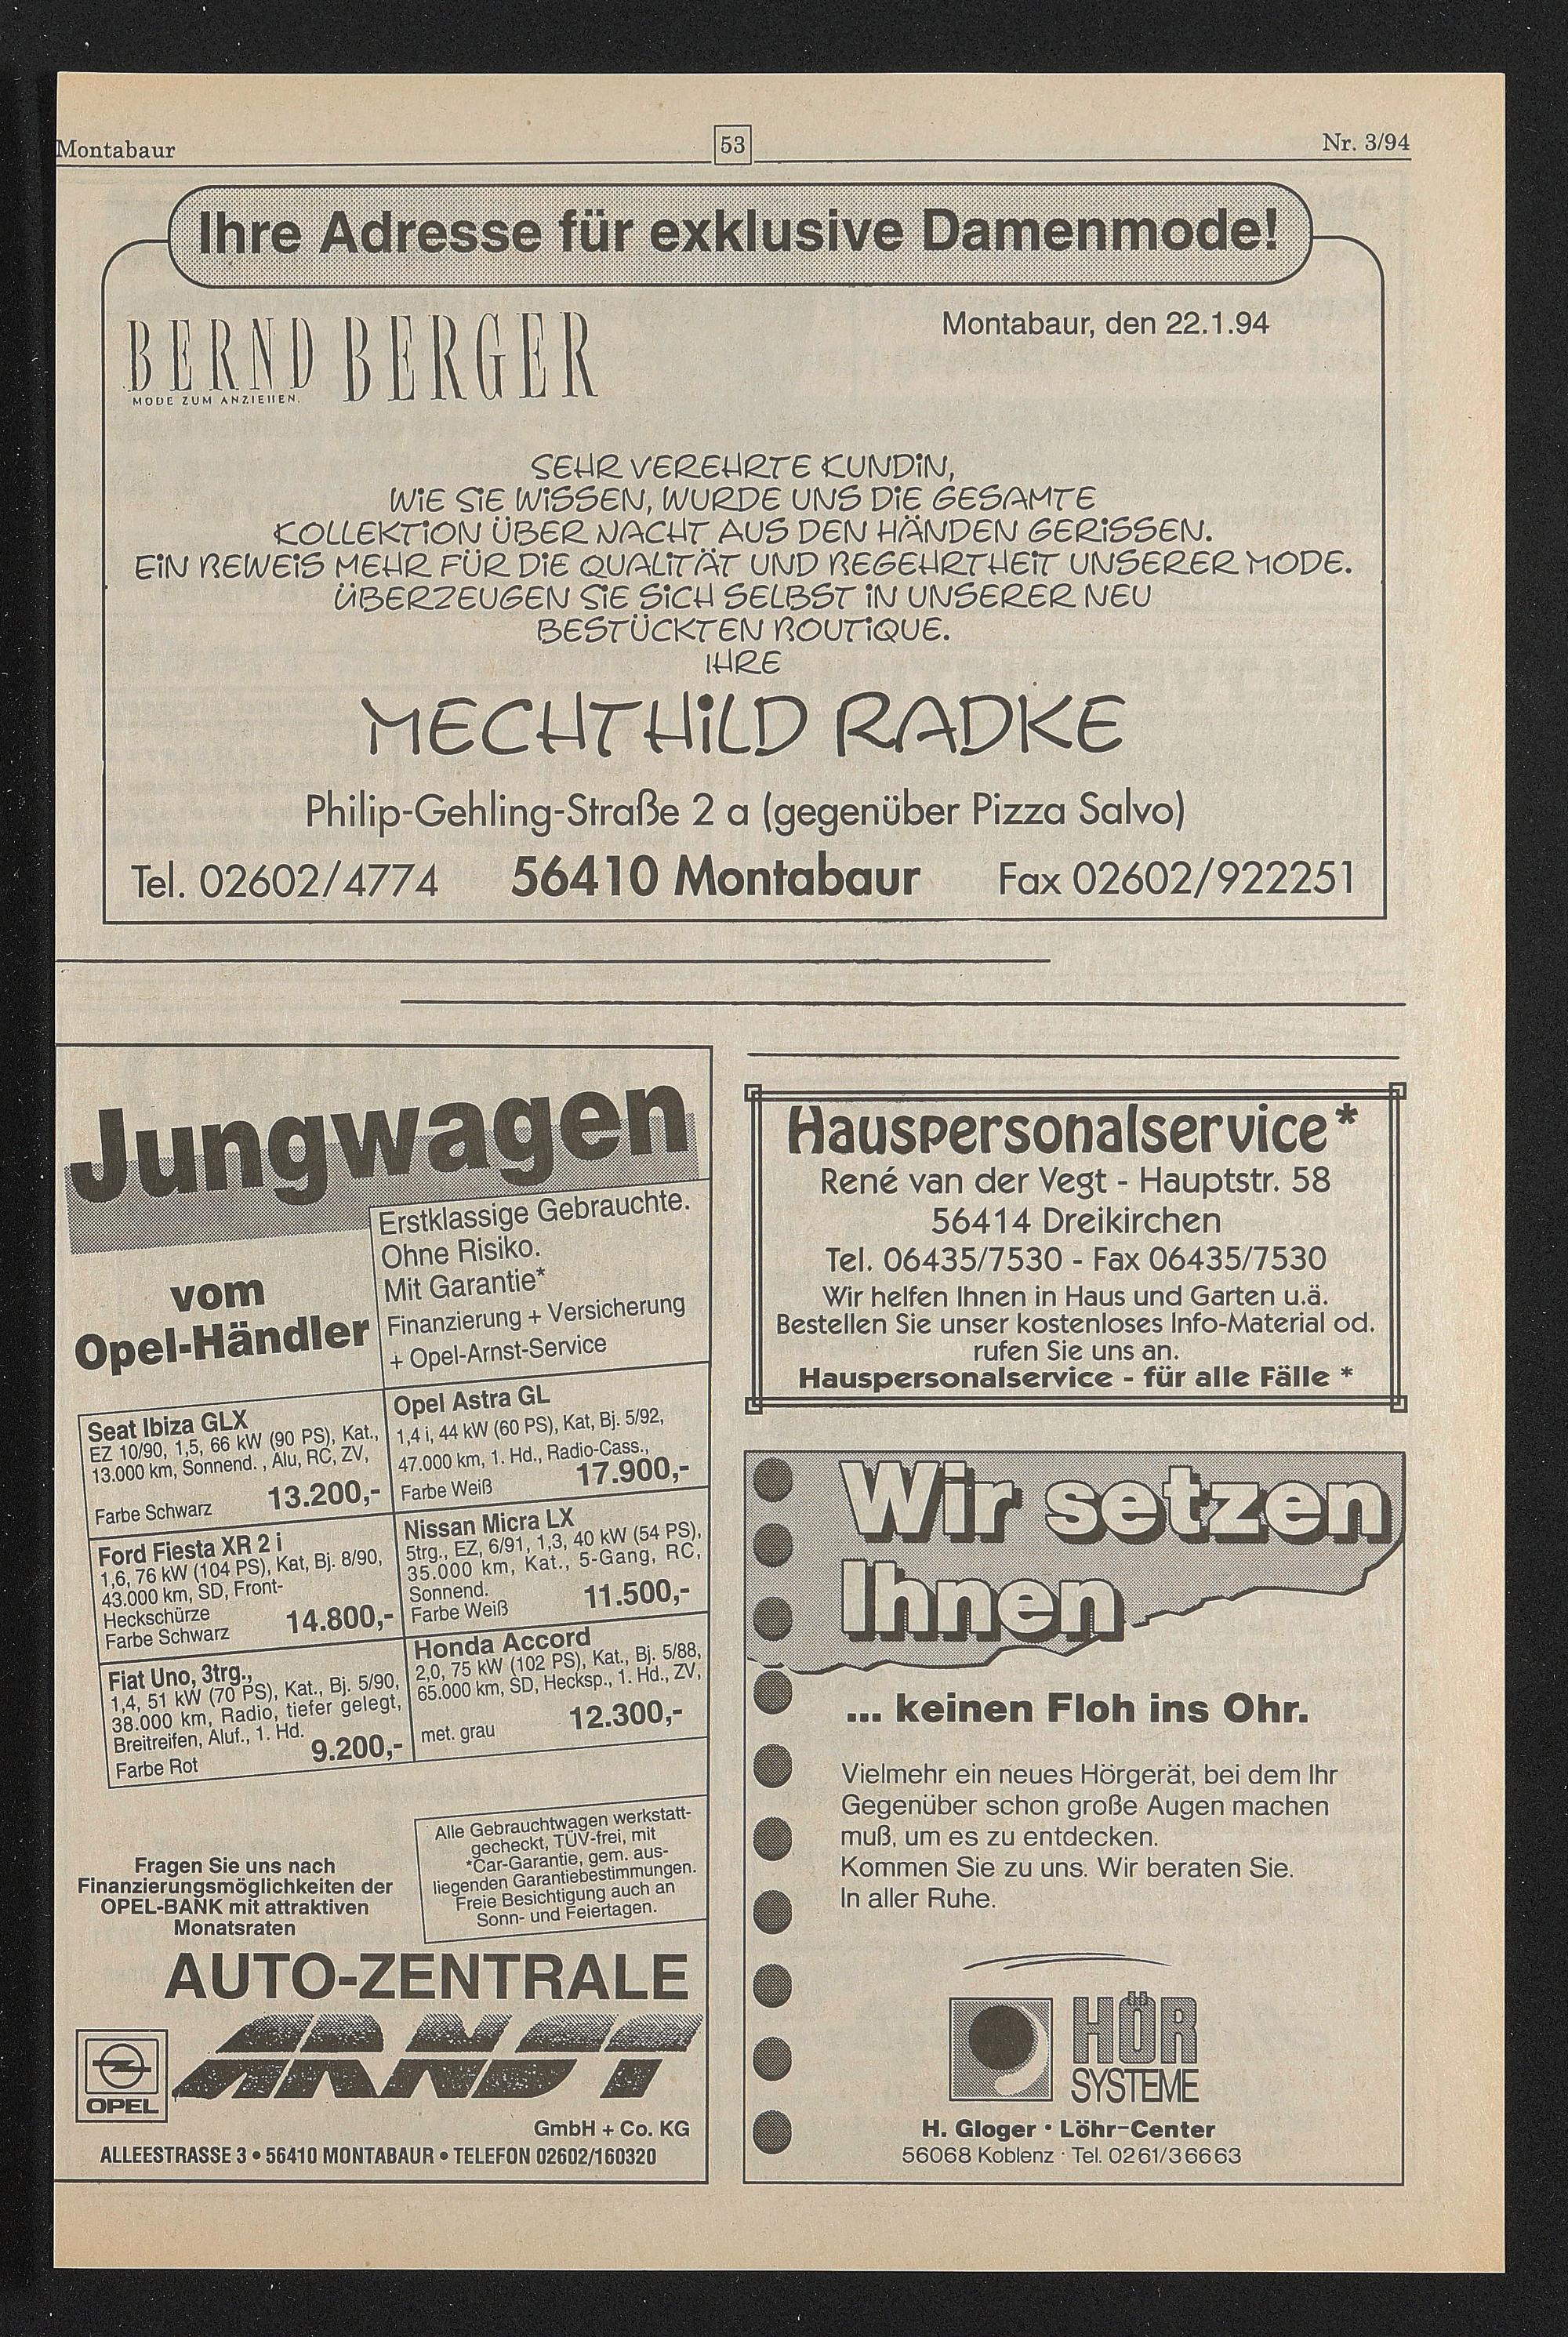 Montabaur
53
Nr. 3/94
Ihre Adresse für exklusive Damenmode!
BERND BERGER
MODE ZUM ANZIEHEN.
Montabaur, den 22.1.94
SEHR VEREHRTE KUNDiN,
WiE SiE WiSSEN, WURDE UNS DiE GESAMTE
KOLLEKTiON ÜBER NACHT AUS DEN HÄNDEN GERiSSEN.
EiN BEWEiS MEHR FÜR DiE QUALiTÄT UND BEGEHRTHEiT UNSERER MODE.
ÜBERZEUGEN SiE SiCH SELBST iN UNSERER NEU
BESTÜCKTEN BOUTiQUE.
IHRE
MECHTHiLD RADKE
Philip-Gehling-Straße 2 a (gegenüber Pizza Salvo)
Tel. 02602/4774 56410 Montabaur Fax 02602/922251
Jungwagen
vom
Opel-Händler
Erstklassige Gebrauchte.
Ohne Risiko.
Mit Garantie*
Finanzierung + Versicherung
+ Opel-Arnst-Service
Seat Ibiza GLX
EZ 10/90, 1,5, 66 kW (90 PS), Kat.,
13.000 km, Sonnend. , Alu, RC, ZV,
Farbe Schwarz 13.200,-
Opel Astra GL
1,4 i, 44 kW (60 PS), Kat, Bj. 5/92,
47.000 km, 1. Hd., Radio-Cass.,
Farbe Weiß 17.900,-
Ford Fiesta XR 2 i
1,6, 76 kW (104 PS), Kat, Bj. 8/90,
43.000 km, SD, Front-
Heckschürze
Farbe Schwarz 14.800,-
Nissan Micra LX
5trg., EZ, 6/91, 1,3, 40 kW (54 PS),
35.000 km, Kat., 5-Gang, RC,
Sonnend.
Farbe Weiß 11.500,-
Fiat Uno, 3trg.,
1,4, 51 kW (70 PS), Kat., Bj. 5/90,
38.000 km, Radio, tiefer gelegt,
Breitreifen, Aluf., 1. Hd.
Farbe Rot 9.200,-
Honda Accord
2,0, 75 kW (102 PS), Kat., Bj. 5/88,
65.000 km, SD, Hecksp., 1. Hd., ZV,
met. grau 12.300,-
Alle Gebrauchtwagen werkstatt-
gecheckt, TÜV-frei, mit
*Car-Garantie, gem. aus-
liegenden Garantiebestimmungen.
Freie Besichtigung auch an
Sonn- und Feiertagen.
Fragen Sie uns nach
Finanzierungsmöglichkeiten der
OPEL-BANK mit attraktiven
Monatsraten
AUTO-ZENTRALE
ARNDT
OPEL
GmbH + Co. KG
ALLEESTRASSE 3 • 56410 MONTABAUR • TELEFON 02602/160320
Hauspersonalservice*
René van der Vegt - Hauptstr. 58
56414 Dreikirchen
Tel. 06435/7530 - Fax 06435/7530
Wir helfen Ihnen in Haus und Garten u.ä.
Bestellen Sie unser kostenloses Info-Material od.
rufen Sie uns an.
Hauspersonalservice - für alle Fälle *
Wir setzen
Ihnen
... keinen Floh ins Ohr.
Vielmehr ein neues Hörgerät, bei dem Ihr
Gegenüber schon große Augen machen
muß, um es zu entdecken.
Kommen Sie zu uns. Wir beraten Sie.
In aller Ruhe.
HÖR
SYSTEME
H. Gloger · Löhr-Center
56068 Koblenz · Tel. 0261/36663